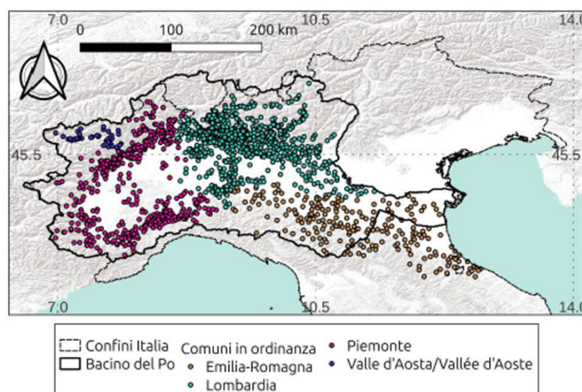 7.0 10.5 14.0
0 100 200 km
45.5 45.5
7.0 10.5 14.0
Confini Italia
Bacino del Po
Comuni in ordinanza
Emilia-Romagna
Lombardia
Piemonte
Valle d'Aosta/Vallée d'Aoste